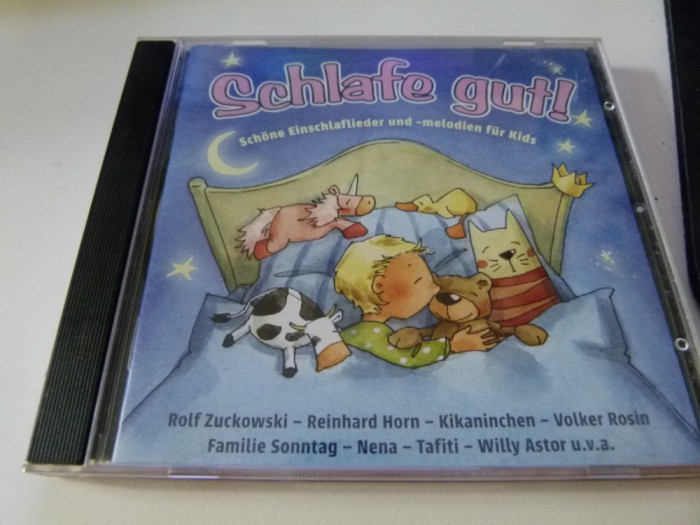 Schlafe gut!
Schöne Einschlaflieder und -melodien für Kids
Rolf Zuckowski – Reinhard Horn – Kikaninchen – Volker Rosin
Familie Sonntag – Nena – Tafiti – Willy Astor u.v.a.